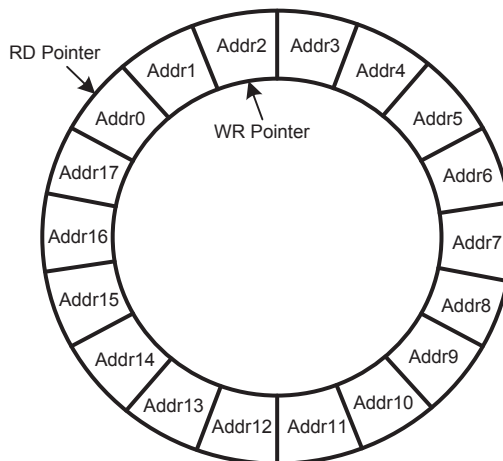 RD Pointer
WR Pointer
Addr0
Addr1
Addr2
Addr3
Addr4
Addr5
Addr6
Addr7
Addr8
Addr9
Addr10
Addr11
Addr12
Addr13
Addr14
Addr15
Addr16
Addr17